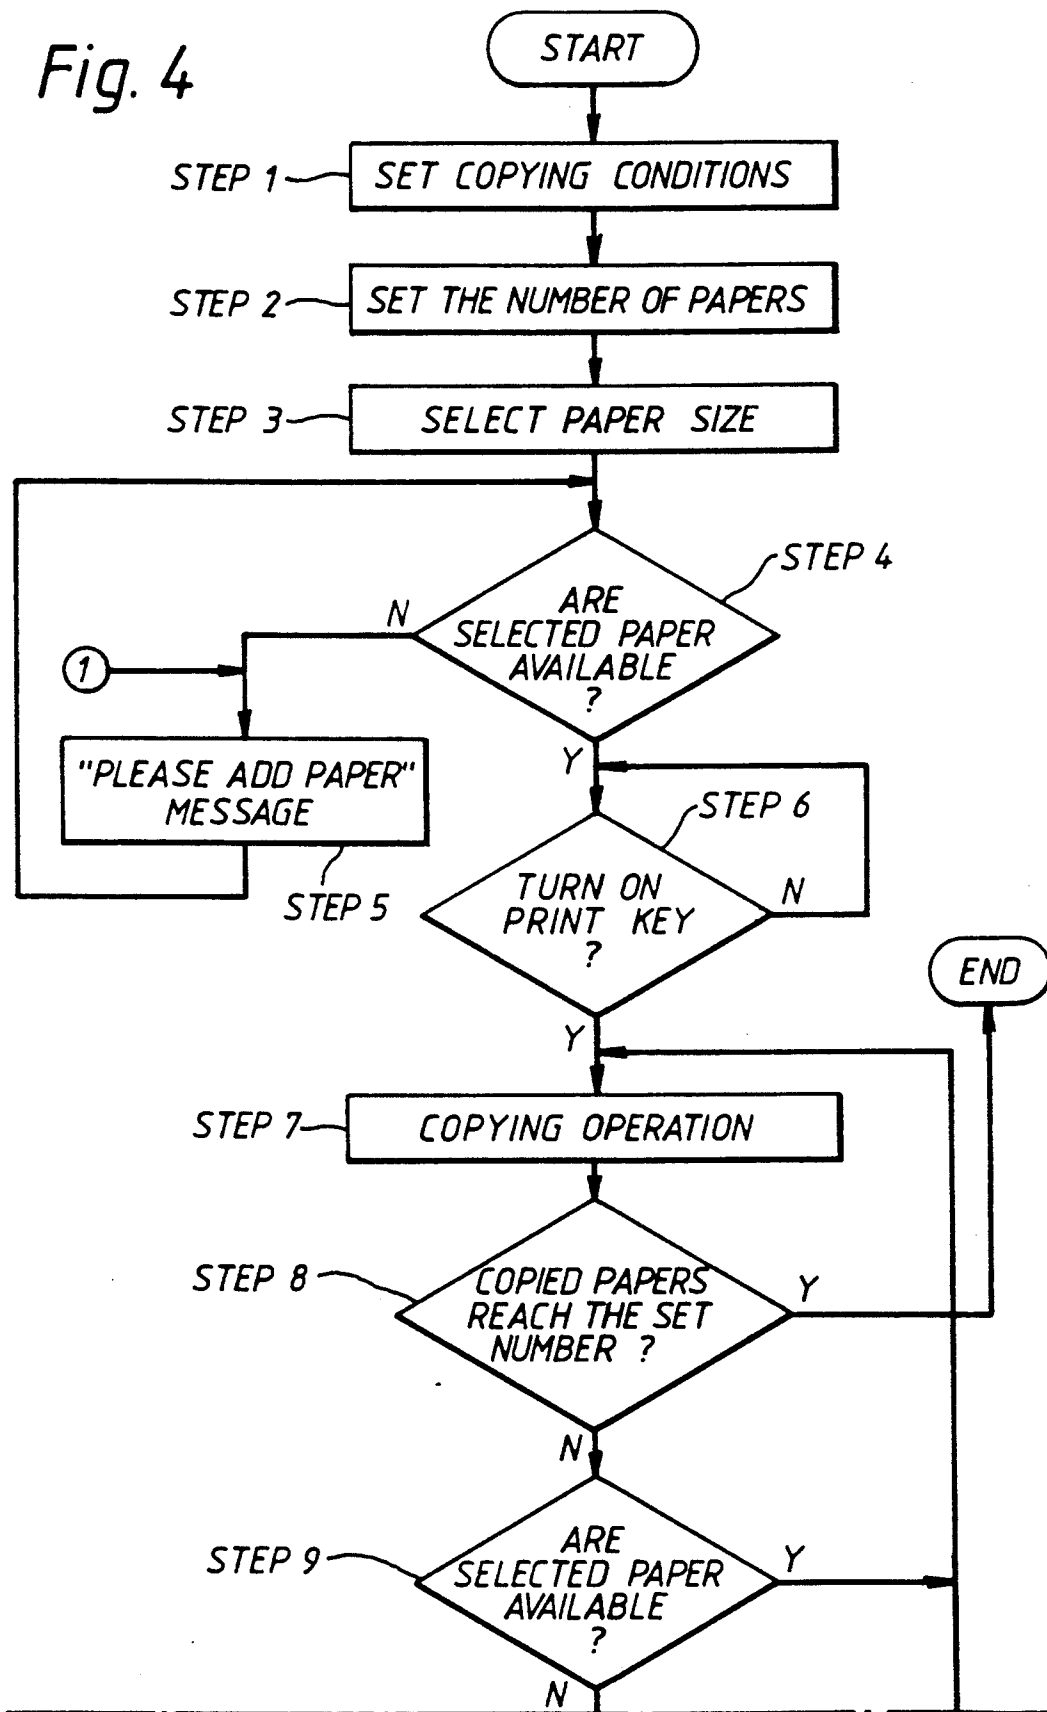 Fig. 4
START
STEP 1
SET COPYING CONDITIONS
STEP 2
SET THE NUMBER OF PAPERS
STEP 3
SELECT PAPER SIZE
STEP 4
ARE
SELECTED PAPER
AVAILABLE
?
N
1
"PLEASE ADD PAPER"
MESSAGE
STEP 5
Y
STEP 6
TURN ON
PRINT KEY
?
N
END
Y
STEP 7
COPYING OPERATION
STEP 8
COPIED PAPERS
REACH THE SET
NUMBER ?
Y
N
STEP 9
ARE
SELECTED PAPER
AVAILABLE
?
Y
N